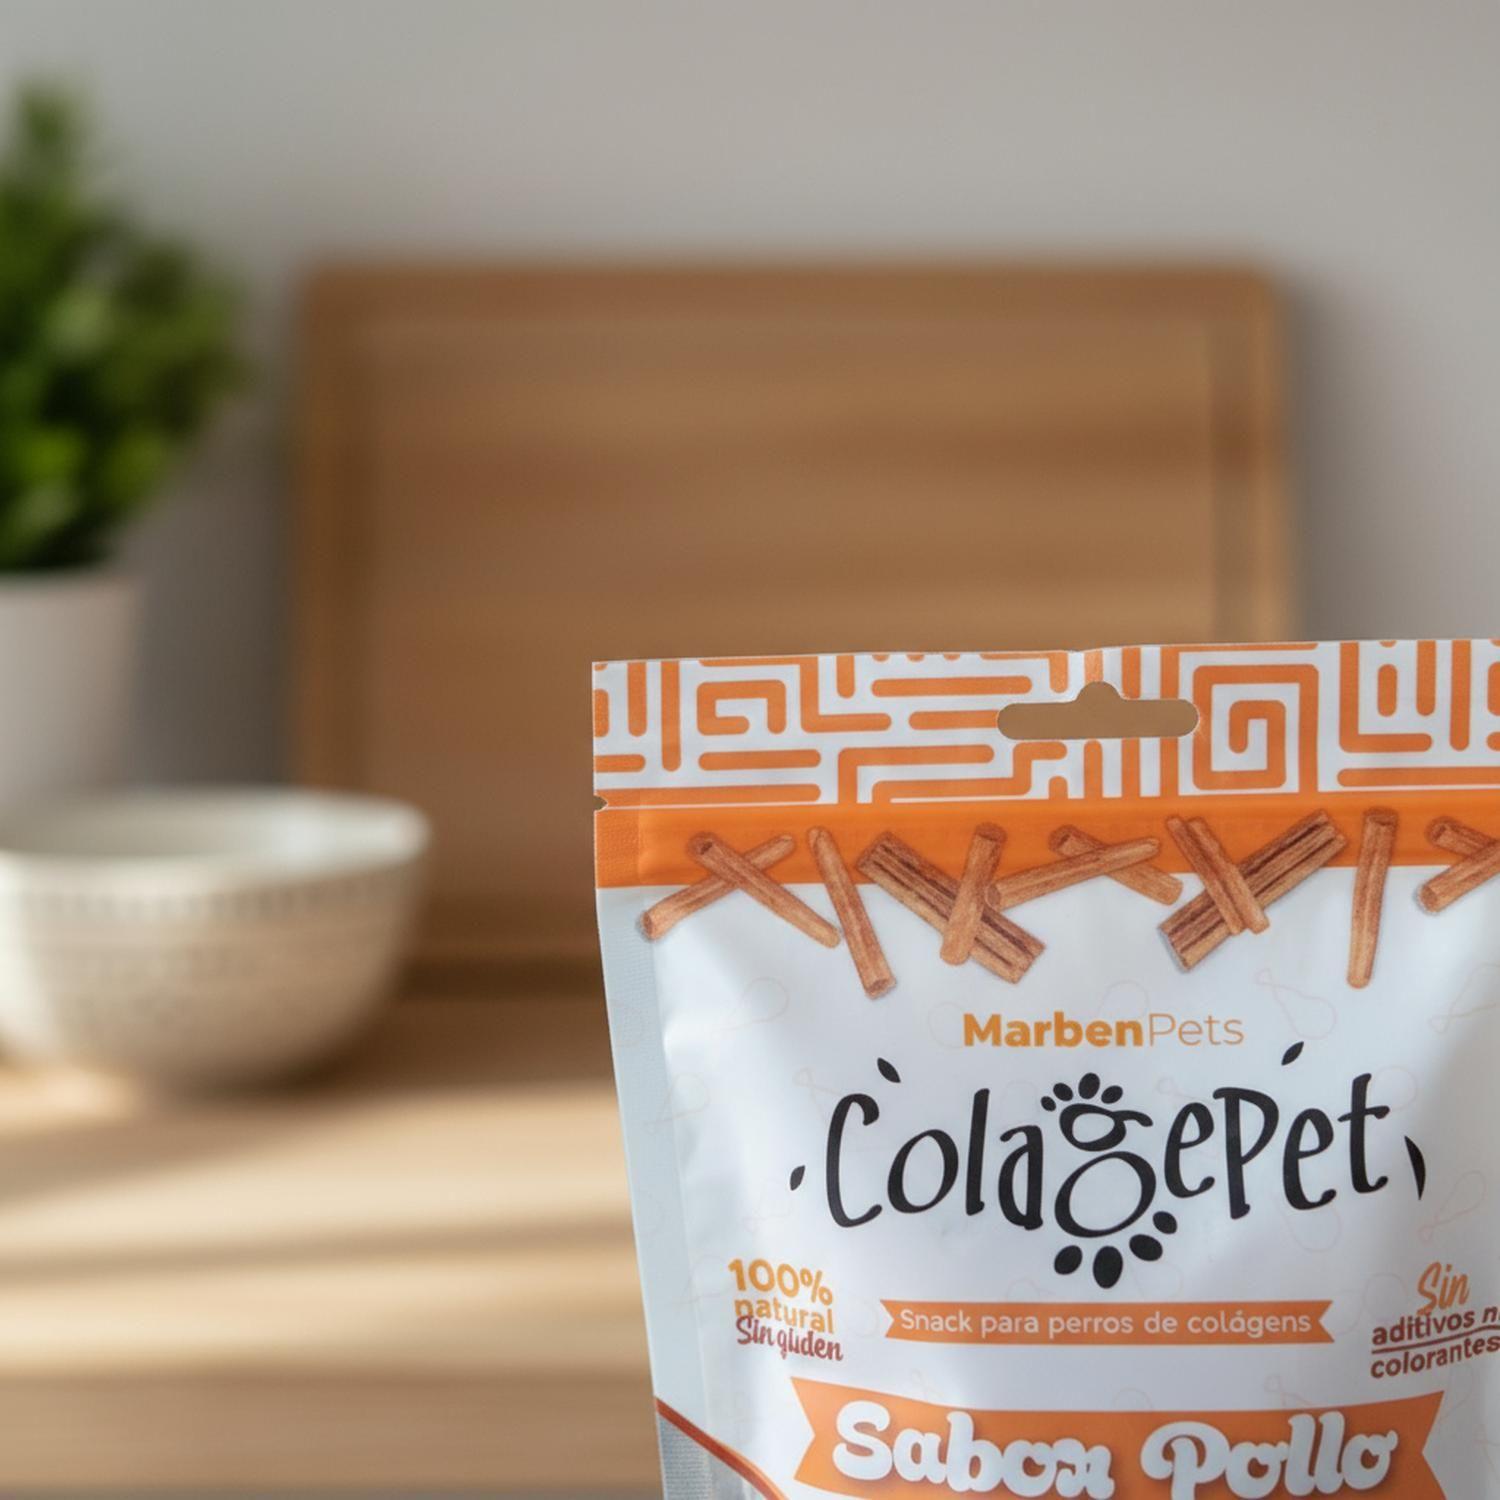 MarbenPets
ColagePet
100%
natural
Sin gluden
Snack para perros de colágens
Sin
aditivos n
colorantes
Sabor Pollo